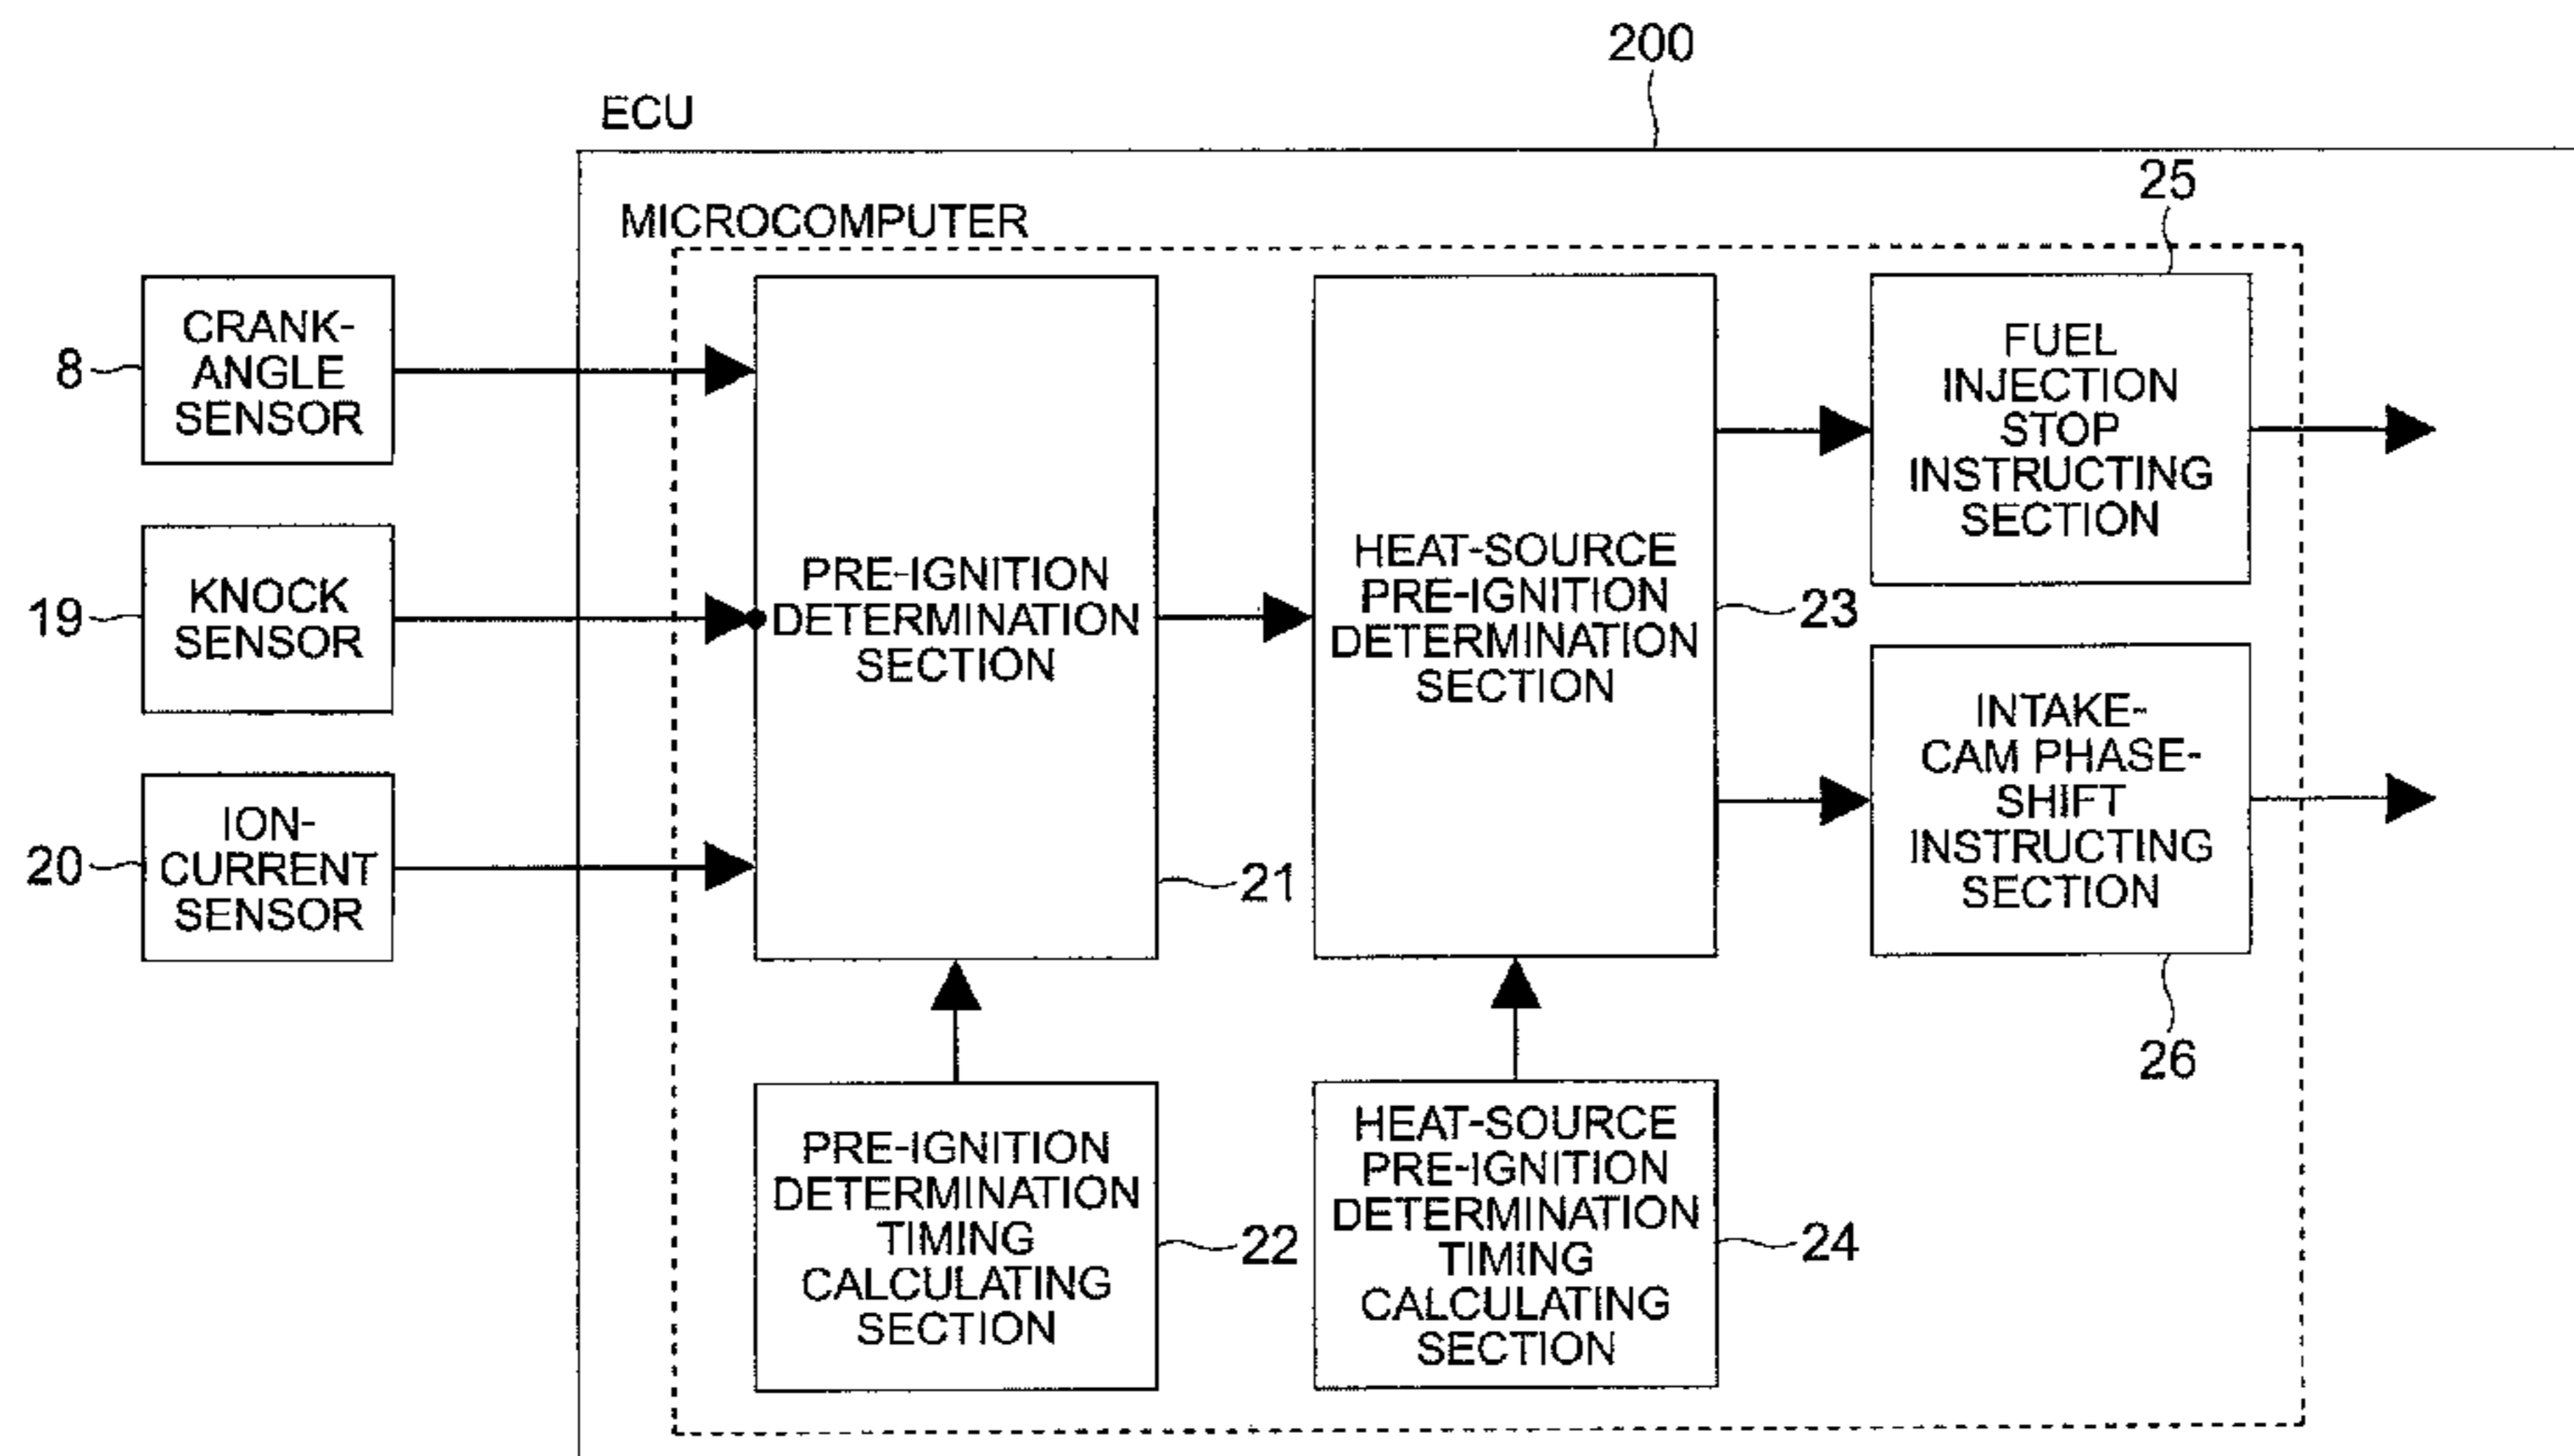 200
ECU
25
MICROCOMPUTER
8
CRANK-
ANGLE
SENSOR
19
KNOCK
SENSOR
20
ION-
CURRENT
SENSOR
PRE-IGNITION
DETERMINATION
SECTION
21
HEAT-SOURCE
PRE-IGNITION
DETERMINATION
SECTION
23
FUEL
INJECTION
STOP
INSTRUCTING
SECTION
INTAKE-
CAM PHASE-
SHIFT
INSTRUCTING
SECTION
26
PRE-IGNITION
DETERMINATION
TIMING
CALCULATING
SECTION
22
HEAT-SOURCE
PRE-IGNITION
DETERMINATION
TIMING
CALCULATING
SECTION
24